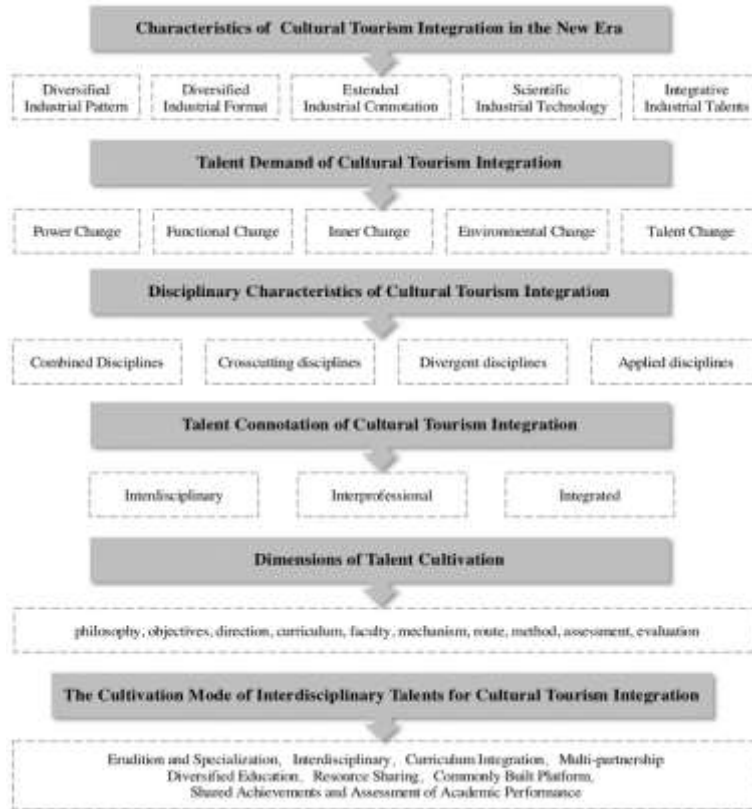 Characteristics of Cultural Tourism Integration in the New Era
Diversified Industrial Pattern
Diversified Industrial Format
Extended Industrial Connotation
Scientific Industrial Technology
Integrative Industrial Talents
Talent Demand of Cultural Tourism Integration
Power Change
Functional Change
Inner Change
Environmental Change
Talent Change
Disciplinary Characteristics of Cultural Tourism Integration
Combined Disciplines
Crosscutting disciplines
Divergent disciplines
Applied disciplines
Talent Connotation of Cultural Tourism Integration
Interdisciplinary
Interprofessional
Integrated
Dimensions of Talent Cultivation
philosophy, objectives, direction, curriculum, faculty, mechanism, route, method, assessment, evaluation
The Cultivation Mode of Interdisciplinary Talents for Cultural Tourism Integration
Erudition and Specialization、Interdisciplinary、Curriculum Integration、Multi-partnership
Diversified Education、Resource Sharing、Commonly Built Platform、
Shared Achievements and Assessment of Academic Performance